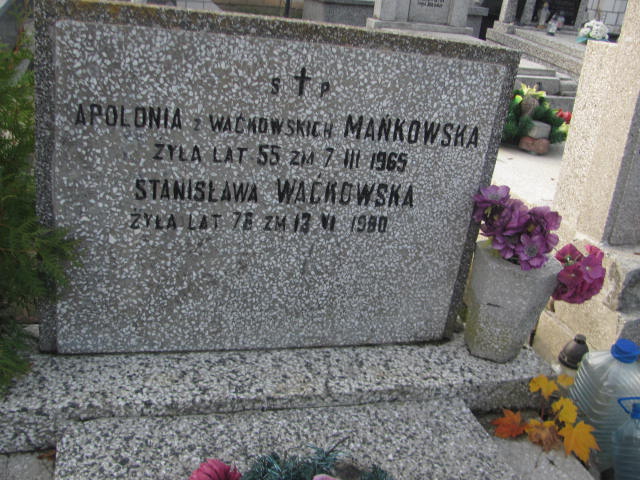 S P
APOLONIA z WAĆKOWSKICH MAŃKOWSKA
ŻYŁA LAT 55 ZM 7 III 1965
STANISŁAWA WAĆKOWSKA
ŻYŁA LAT 78 ZM 13 VI 1980